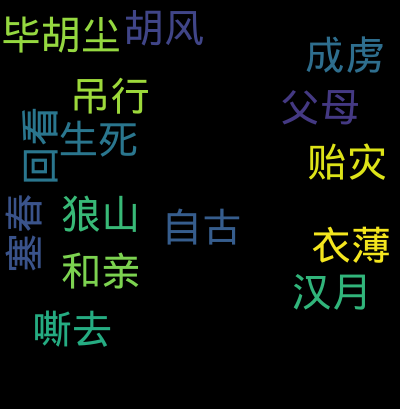 毕胡尘
胡风
成虏
吊行
父母
回看
生死
贻灾
塞春
狼山
自古
衣薄
和亲
汉月
嘶去